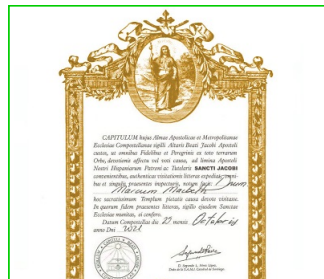 CAPITULUM hujus Almae Apostolicae et Metropolitanae
Ecclesiae Compostellanae sigilli Altaris Beati Jacobi Apostoli
custos, ut omnibus Fidelibus et Peregrinis ex toto terrarum
Orbe, devotionis affectu vel voti causa, ad limina Apostoli
Nostri Hispaniarum Patroni ac Tutelaris SANCTI JACOBI
convenientibus, authenticas visitationis litteras expediat, omni-
bus et singulis praesentes inspecturis, notum facit: Dnum
Marcum Macbeth
hoc sacratissimum Templum pietatis causa devote visitasse.
In quorum fidem praesentes litteras, sigillo ejusdem Sanctae
Ecclesiae munitas, ei confero.
Datum Compostellae die 27 mensis Octobris
anno Dni 2021